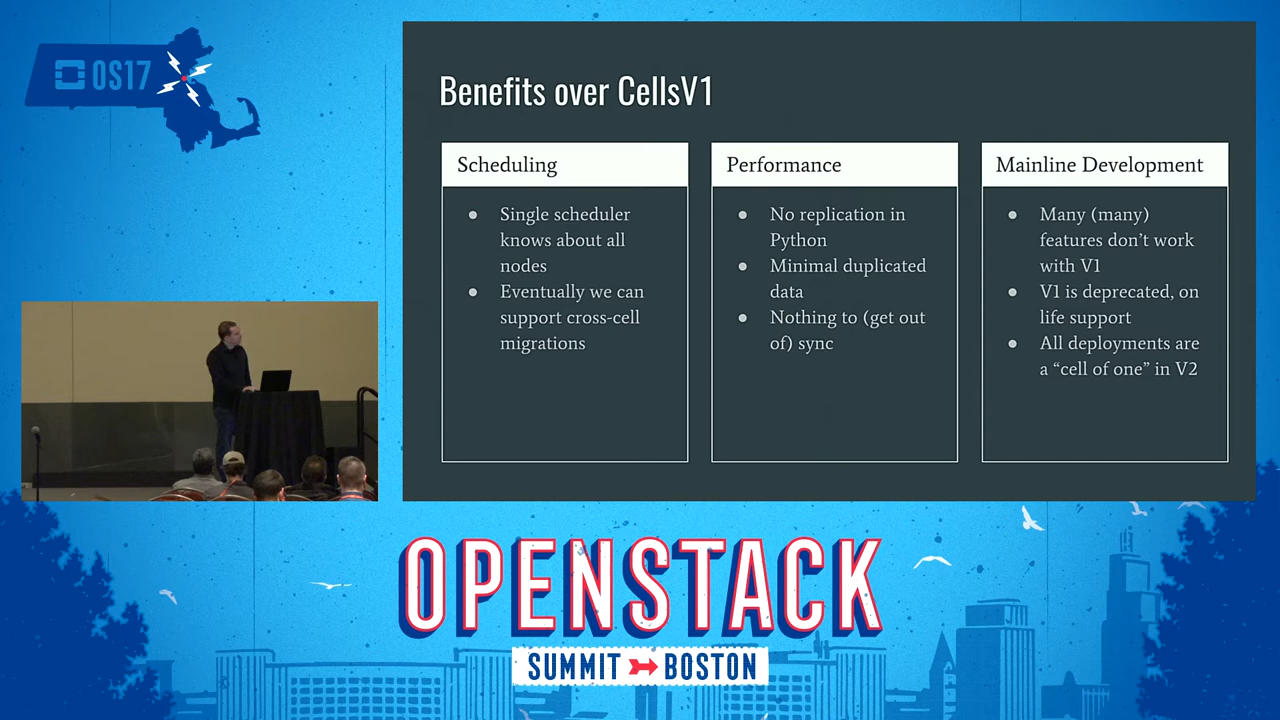 OS17
Benefits over CellsV1
Scheduling
● Single scheduler
knows about all
nodes
● Eventually we can
support cross-cell
migrations
Performance
● No replication in
Python
● Minimal duplicated
data
● Nothing to (get out
of) sync
Mainline Development
● Many (many)
features don’t work
with V1
● V1 is deprecated, on
life support
● All deployments are
a “cell of one” in V2
OPENSTACK
SUMMIT BOSTON